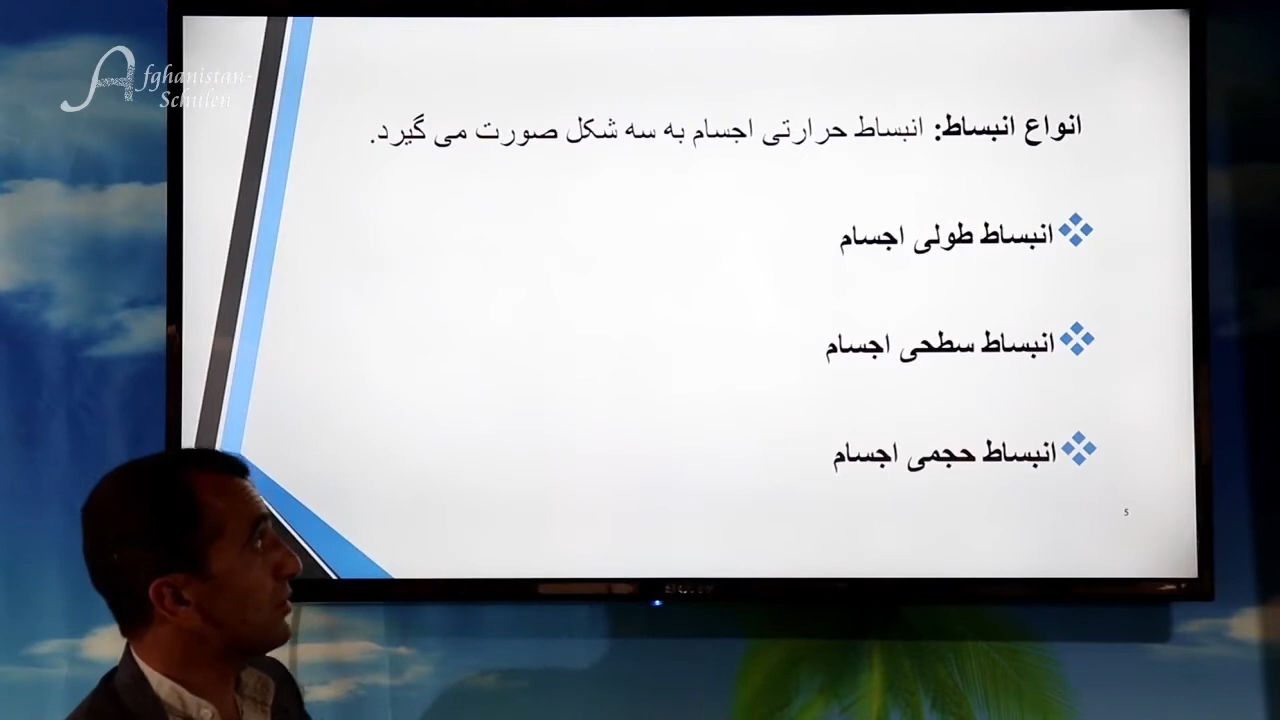 Afghanistan-
Schulen
انواع انبساط: انبساط حرارتی اجسام به سه شکل صورت می گیرد.
انبساط طولی اجسام
انبساط سطحی اجسام
انبساط حجمی اجسام
5
SONY